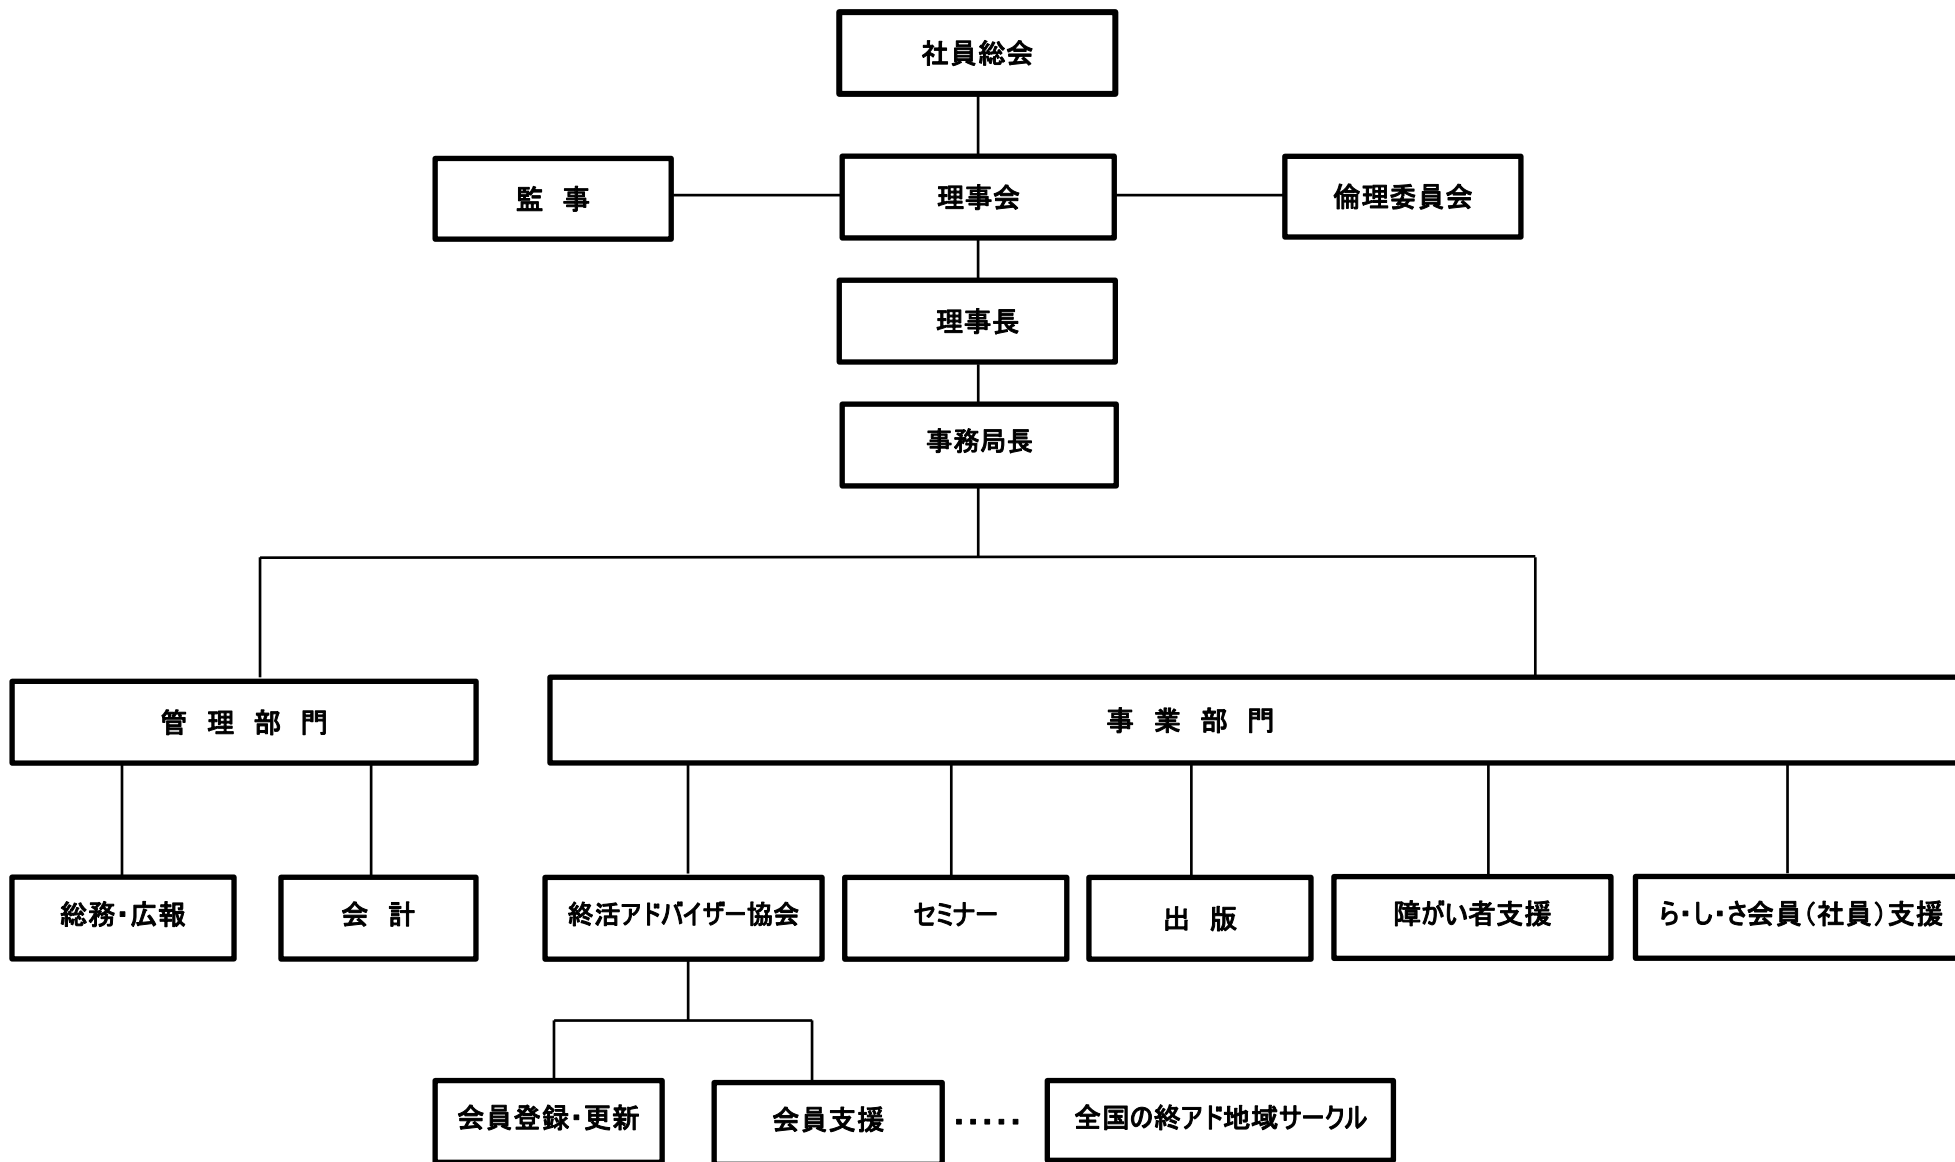 社員総会
監　事
理事会
倫理委員会
理事長
事務局長
管　理　部　門
事　業　部　門
総務・広報
会　計
終活アドバイザー協会
セミナー
出　版
障がい者支援
ら・し・さ会員（社員）支援
会員登録・更新
会員支援
・・・・・
全国の終アド地域サークル